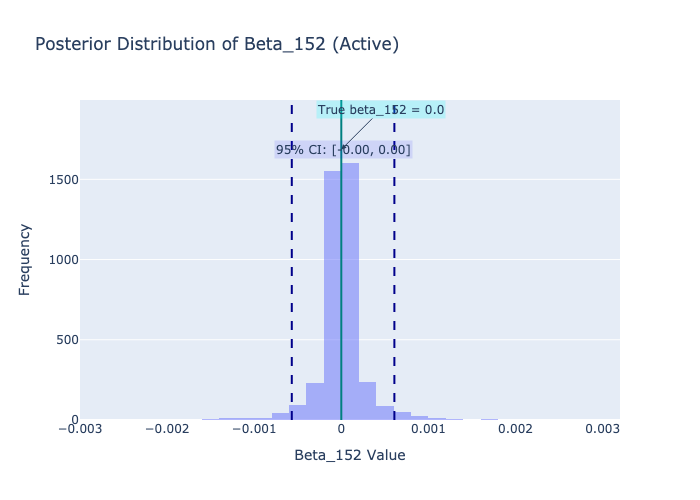 Posterior Distribution of Beta_152 (Active)
True beta_152 = 0.0
95% CI: [-0.00, 0.00]
1500
1000
500
0
Frequency
−0.003
−0.002
−0.001
0
0.001
0.002
0.003
Beta_152 Value